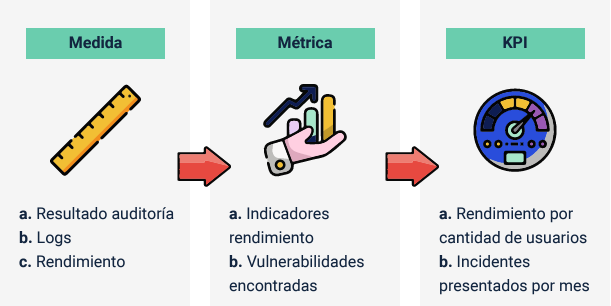 Medida
a. Resultado auditoría
b. Logs
c. Rendimiento
Métrica
a. Indicadores
rendimiento
b. Vulnerabilidades
encontradas
KPI
a. Rendimiento por
cantidad de usuarios
b. Incidentes
presentados por mes